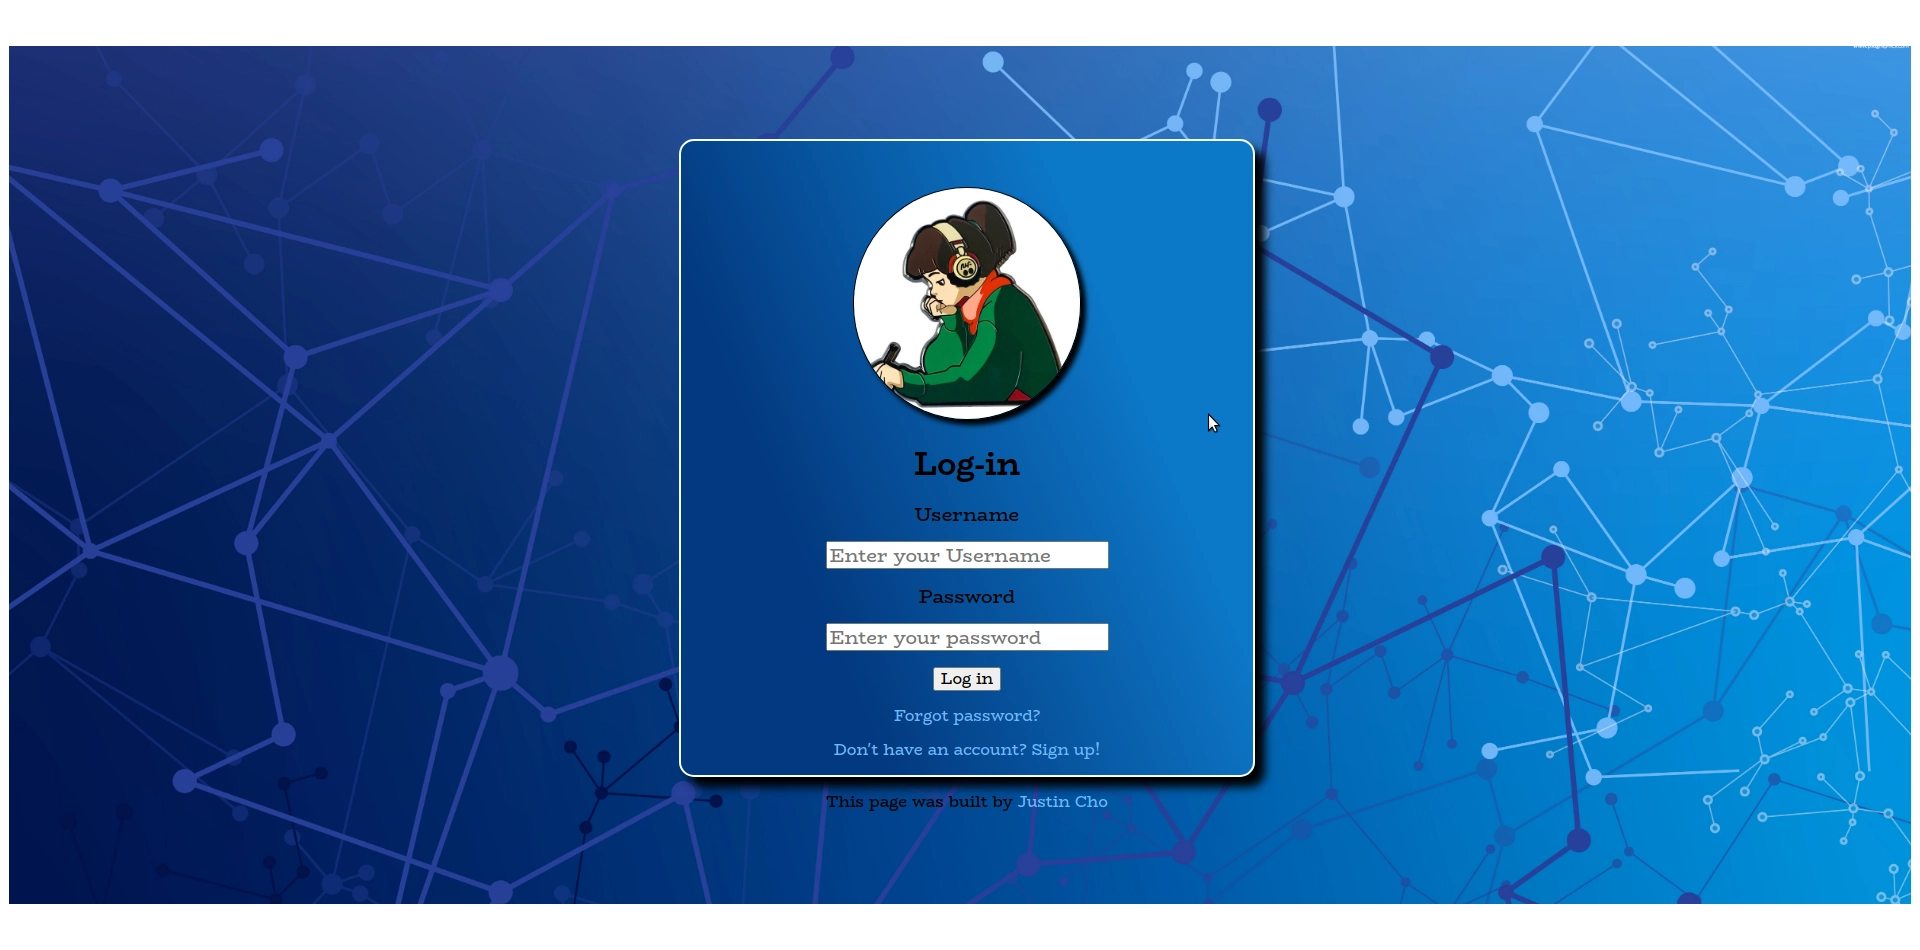 Log-in
Username
Enter your Username
Password
Enter your password
Log in
Forgot password?
Don't have an account? Sign up!
This page was built by Justin Cho